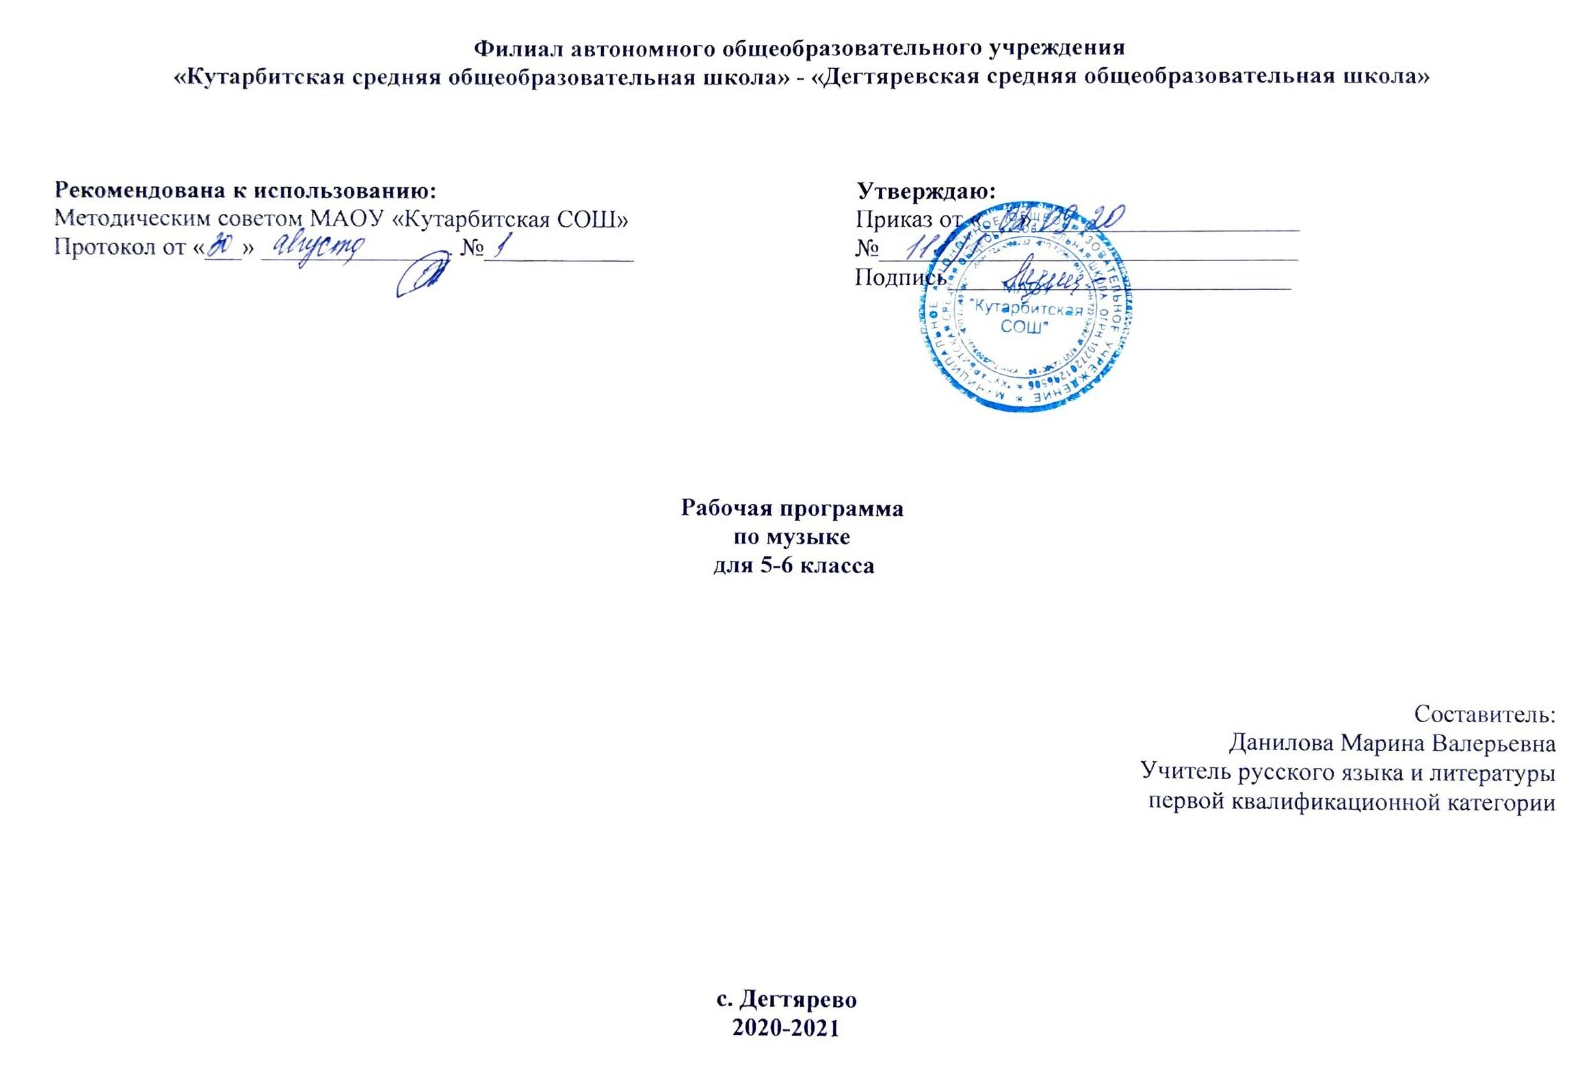 Филиал автономного общеобразовательного учреждения
«Кутарбитская средняя общеобразовательная школа» - «Дегтяревская средняя общеобразовательная школа»
Рекомендована к использованию:
Методическим советом МАОУ «Кутарбитская СОШ»
Протокол от «30» августа №1
Утверждаю:
Приказ от « » 09.20
№
Подпись
"Кутарбитская
СОШ"
Рабочая программа
по музыке
для 5-6 класса
Составитель:
Данилова Марина Валерьевна
Учитель русского языка и литературы
первой квалификационной категории
с. Дегтярево
2020-2021